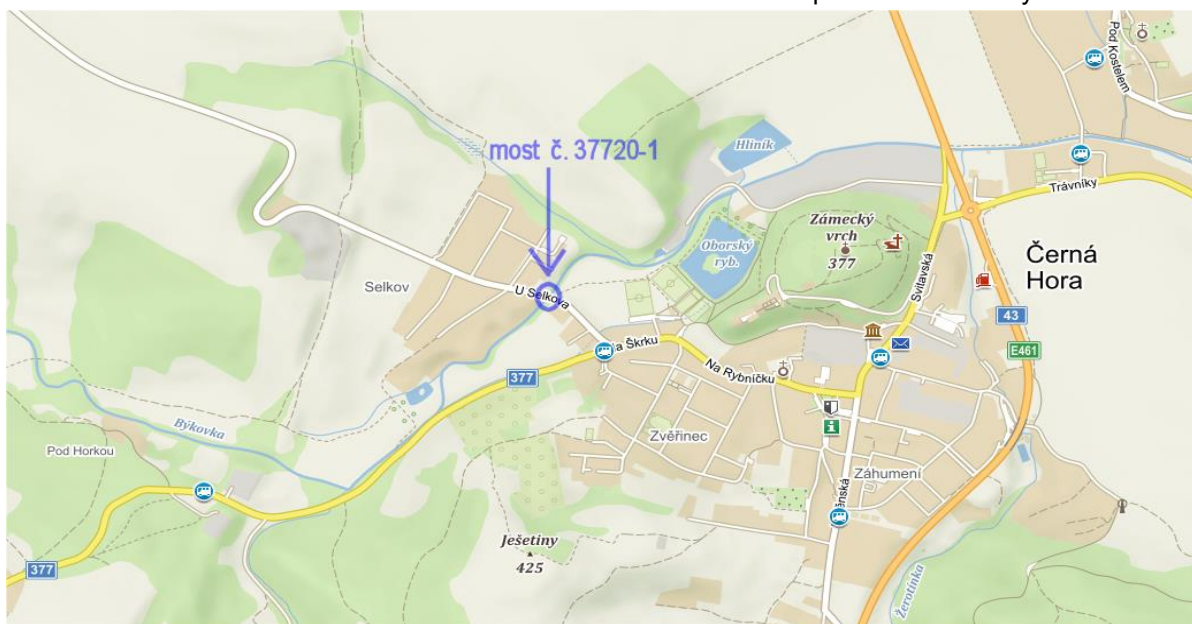 Pod Kostelem
most č. 37720-1
Hliník
Trávníky
Zámecký
vrch
377
Oborský
ryb.
Černá
Hora
Selkov
U Selkova
Svitavská
43
E461
Na Rybníčku
377
Býkovka
Zvěřinec
Pod Horkou
Záhumení
Ješetiny
425
377
Žerotínka